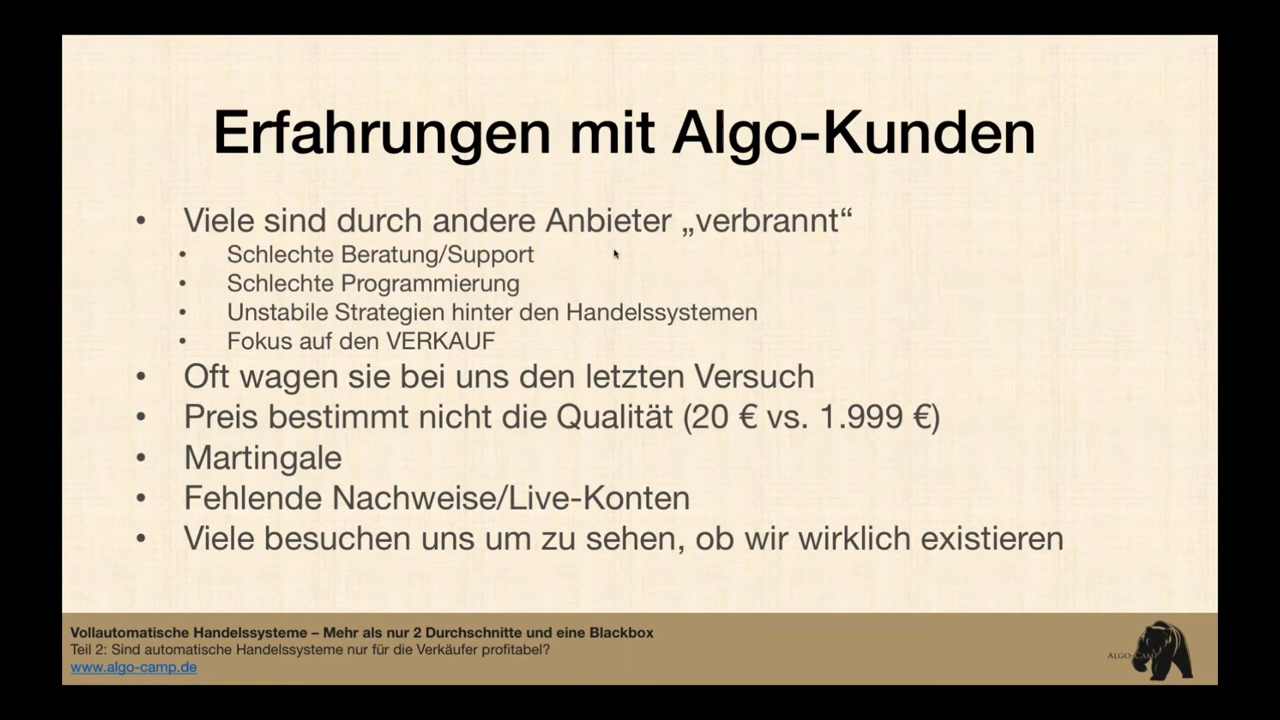 Erfahrungen mit Algo-Kunden
• Viele sind durch andere Anbieter „verbrannt“
• Schlechte Beratung/Support
• Schlechte Programmierung
• Unstabile Strategien hinter den Handelssystemen
• Fokus auf den VERKAUF
• Oft wagen sie bei uns den letzten Versuch
• Preis bestimmt nicht die Qualität (20 € vs. 1.999 €)
• Martingale
• Fehlende Nachweise/Live-Konten
• Viele besuchen uns um zu sehen, ob wir wirklich existieren
Vollautomatische Handelssysteme – Mehr als nur 2 Durchschnitte und eine Blackbox
Teil 2: Sind automatische Handelssysteme nur für die Verkäufer profitabel?
www.algo-camp.de
ALGO-CAMP